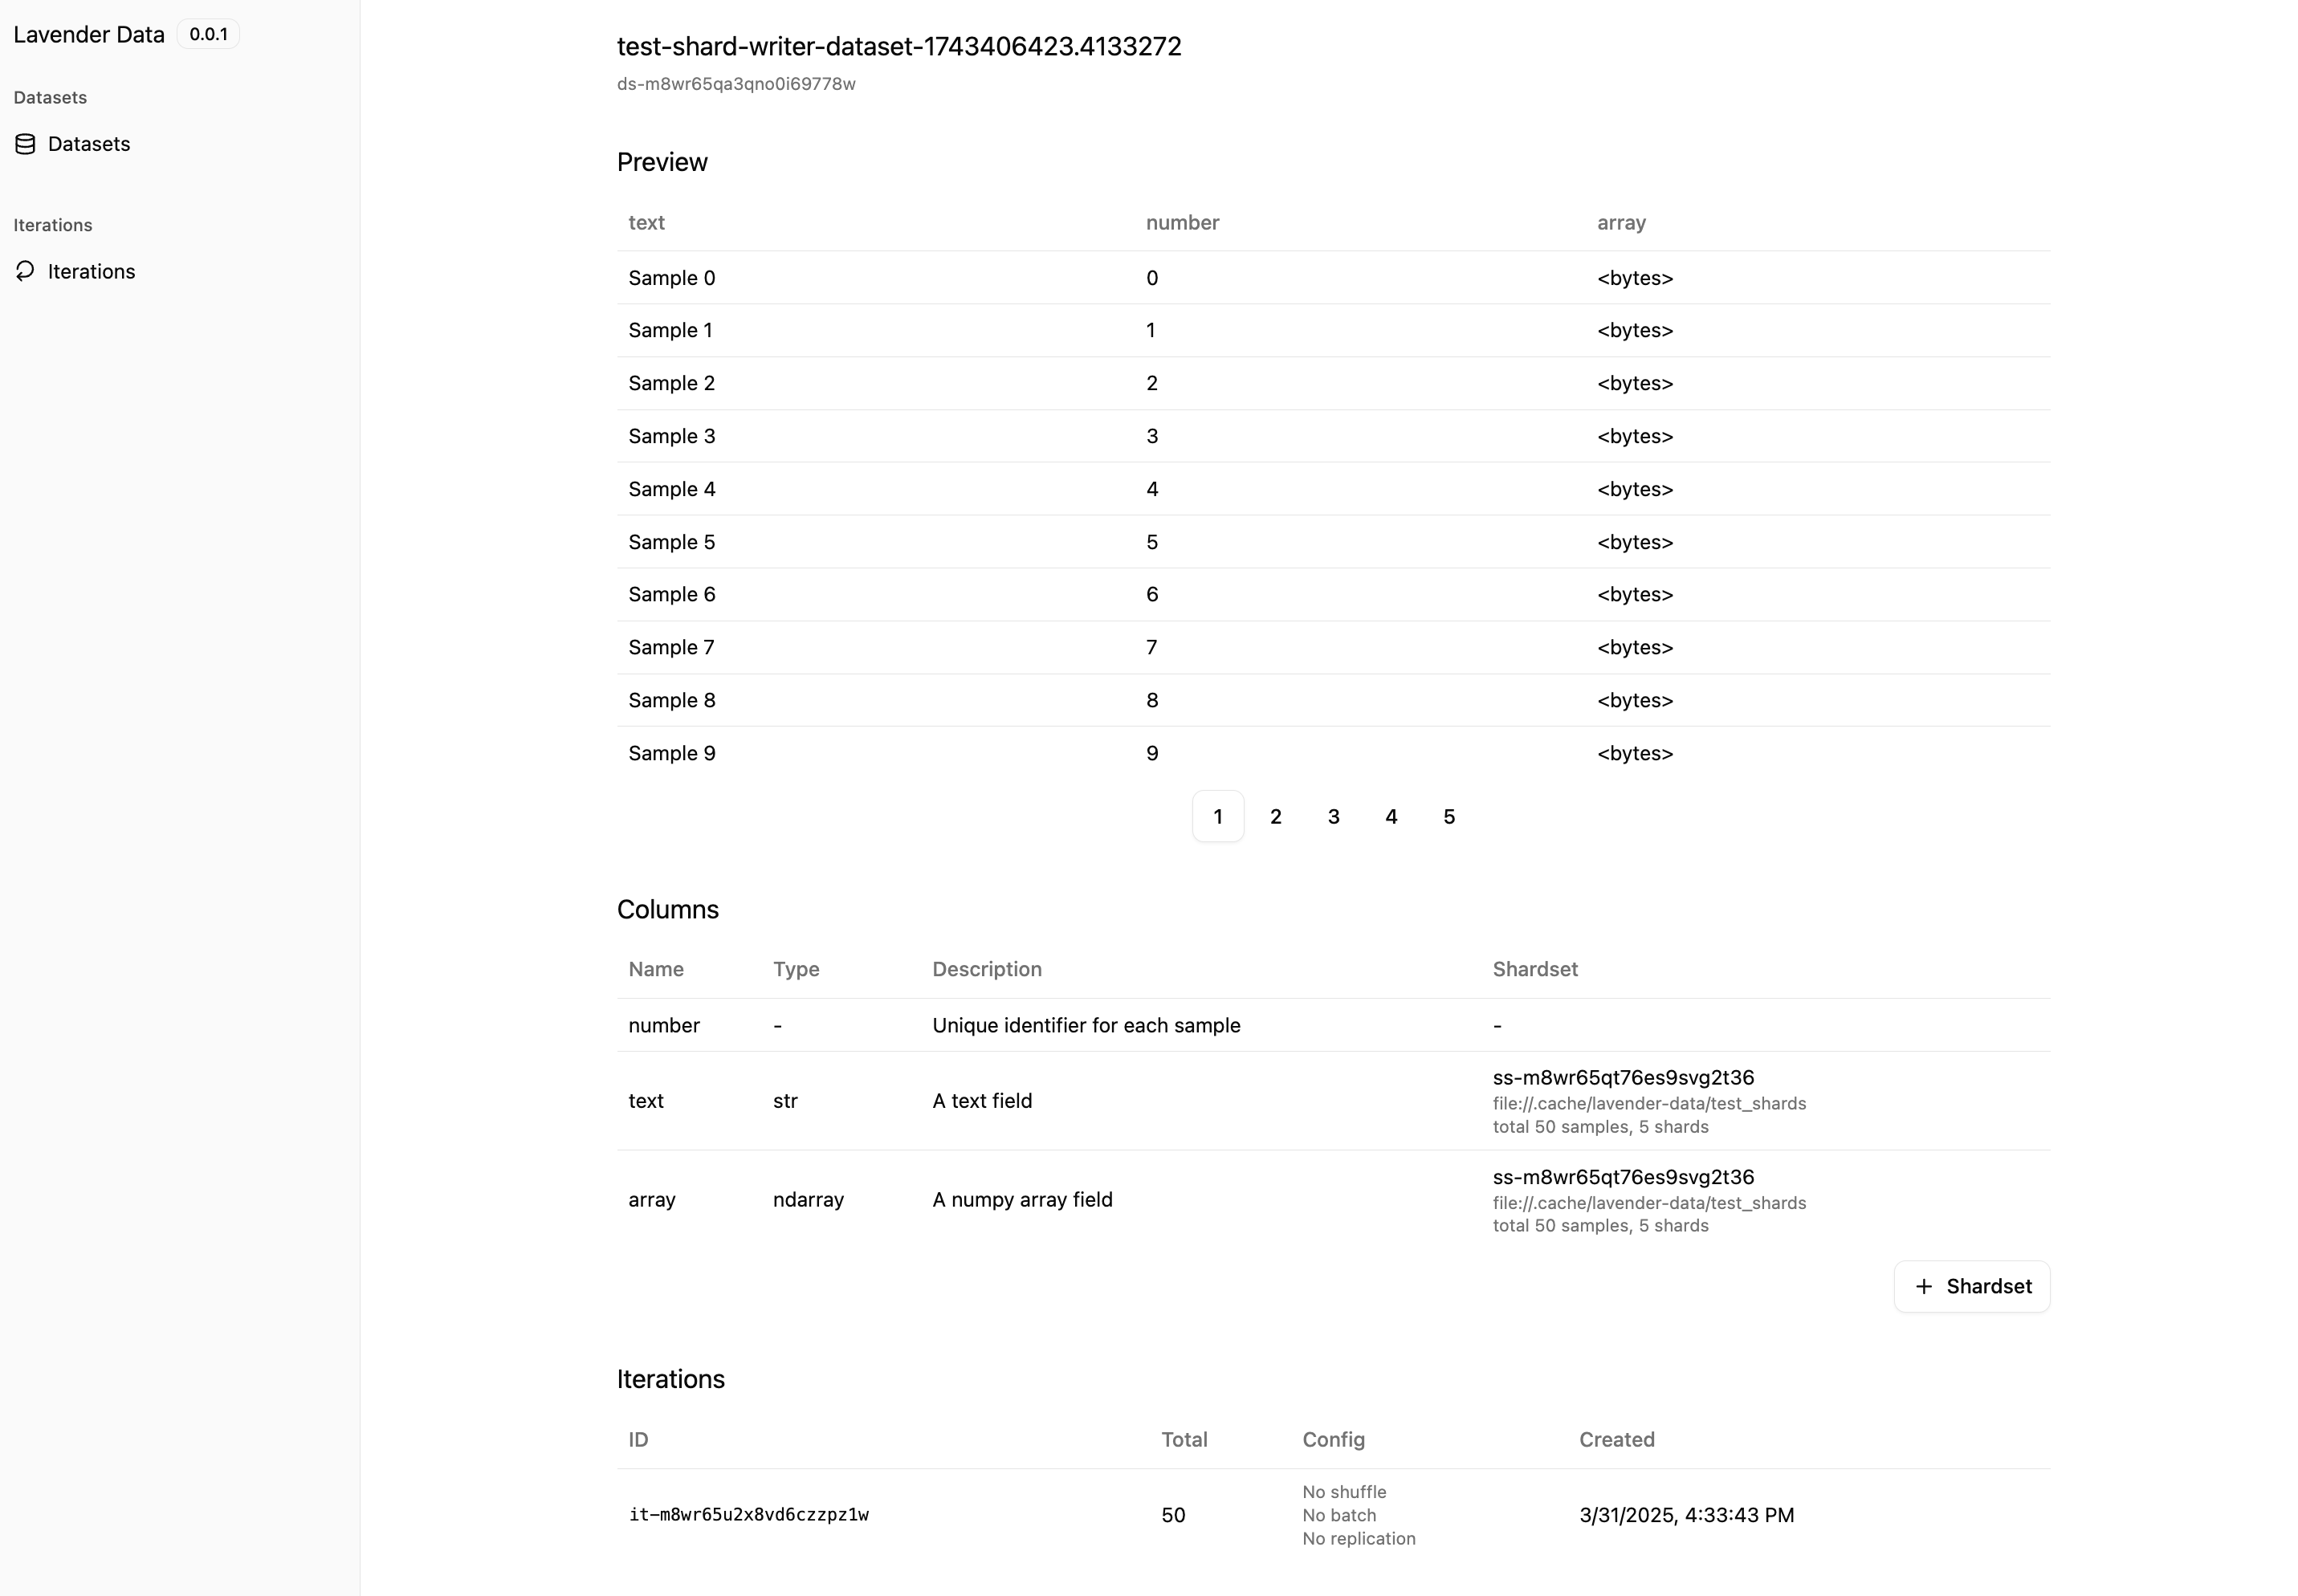 Lavender Data 0.0.1
Datasets
Datasets
Iterations
Iterations
test-shard-writer-dataset-1743406423.4133272
ds-m8wr65qa3qno0i69778w
Preview
text number array
Sample 0 0 <bytes>
Sample 1 1 <bytes>
Sample 2 2 <bytes>
Sample 3 3 <bytes>
Sample 4 4 <bytes>
Sample 5 5 <bytes>
Sample 6 6 <bytes>
Sample 7 7 <bytes>
Sample 8 8 <bytes>
Sample 9 9 <bytes>
1 2 3 4 5
Columns
Name Type Description Shardset
number - Unique identifier for each sample -
text str A text field ss-m8wr65qt76es9svg2t36
file://.cache/lavender-data/test_shards
total 50 samples, 5 shards
array ndarray A numpy array field ss-m8wr65qt76es9svg2t36
file://.cache/lavender-data/test_shards
total 50 samples, 5 shards
+ Shardset
Iterations
ID Total Config Created
it-m8wr65u2x8vd6czzpz1w 50 No shuffle
No batch
No replication
3/31/2025, 4:33:43 PM